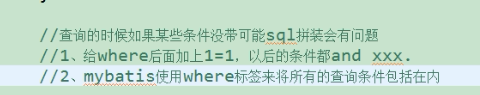 //查询的时候如果某些条件没带可能sql拼装会有问题
//1、给where后面加上1=1，以后的条件都and xxx.
//2、mybatis使用where标签来将所有的查询条件包括在内